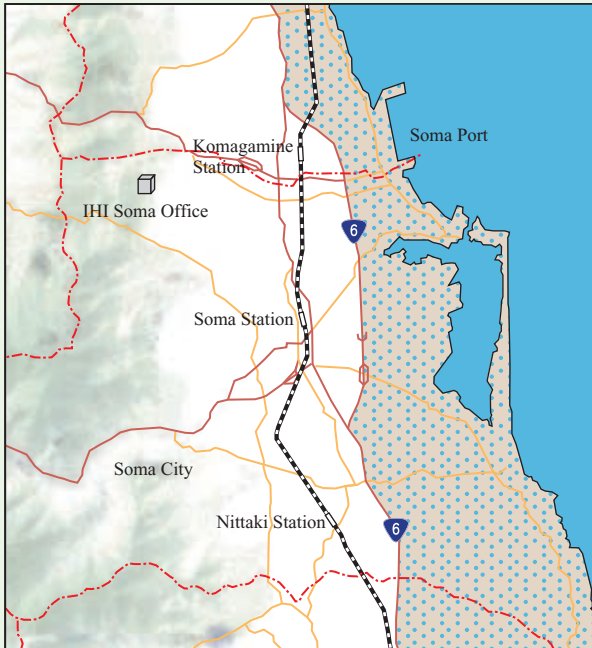 Soma Port
Komagamine
Station
IHI Soma Office
6
Soma Station
Soma City
Nittaki Station
6